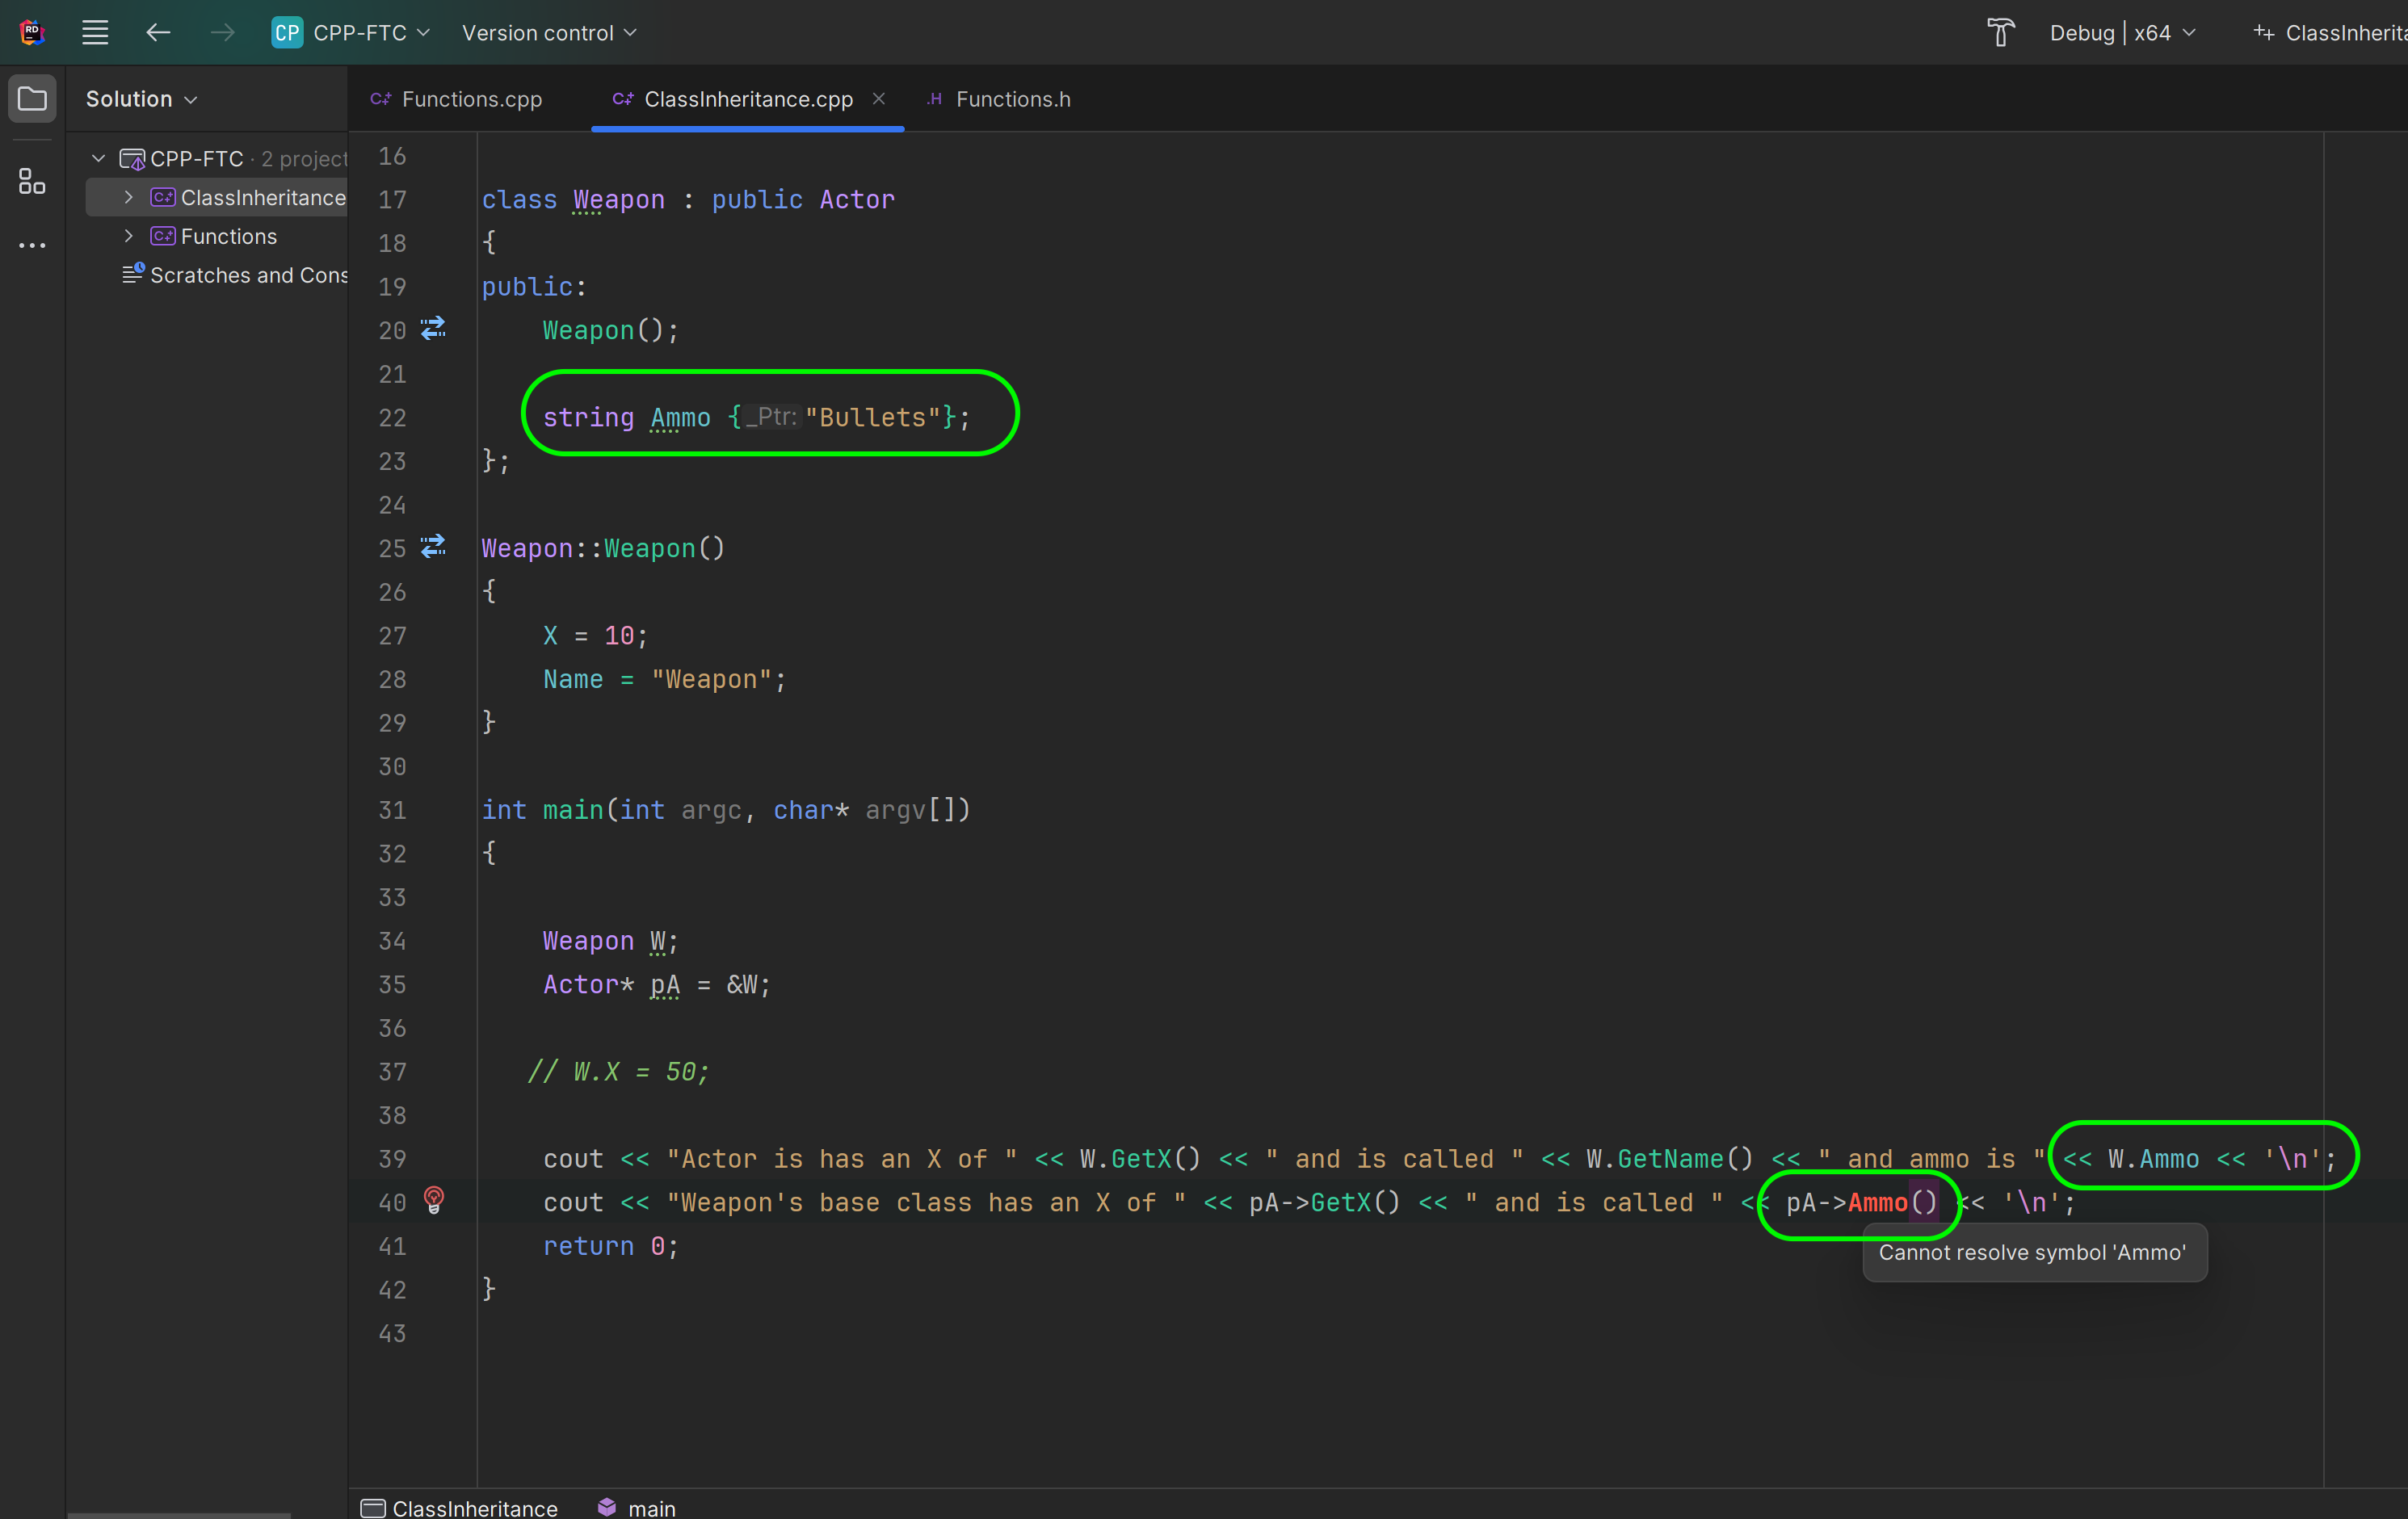 RD CP CPP-FTC Version control Debug x64 ClassInherita
Solution
Functions.cpp ClassInheritance.cpp Functions.h
CPP-FTC · 2 project
ClassInheritance
Functions
Scratches and Cons
16
17 class Weapon : public Actor
18 {
19 public:
20 Weapon();
21
22 string Ammo {_Ptr: "Bullets"};
23 };
24
25 Weapon::Weapon()
26 {
27 X = 10;
28 Name = "Weapon";
29 }
30
31 int main(int argc, char* argv[])
32 {
33
34 Weapon W;
35 Actor* pA = &W;
36
37 // W.X = 50;
38
39 cout << "Actor is has an X of " << W.GetX() << " and is called " << W.GetName() << " and ammo is " << W.Ammo << '\n';
40 cout << "Weapon's base class has an X of " << pA->GetX() << " and is called " << pA->Ammo() << '\n';
Cannot resolve symbol 'Ammo'
41 return 0;
42 }
43
ClassInheritance main